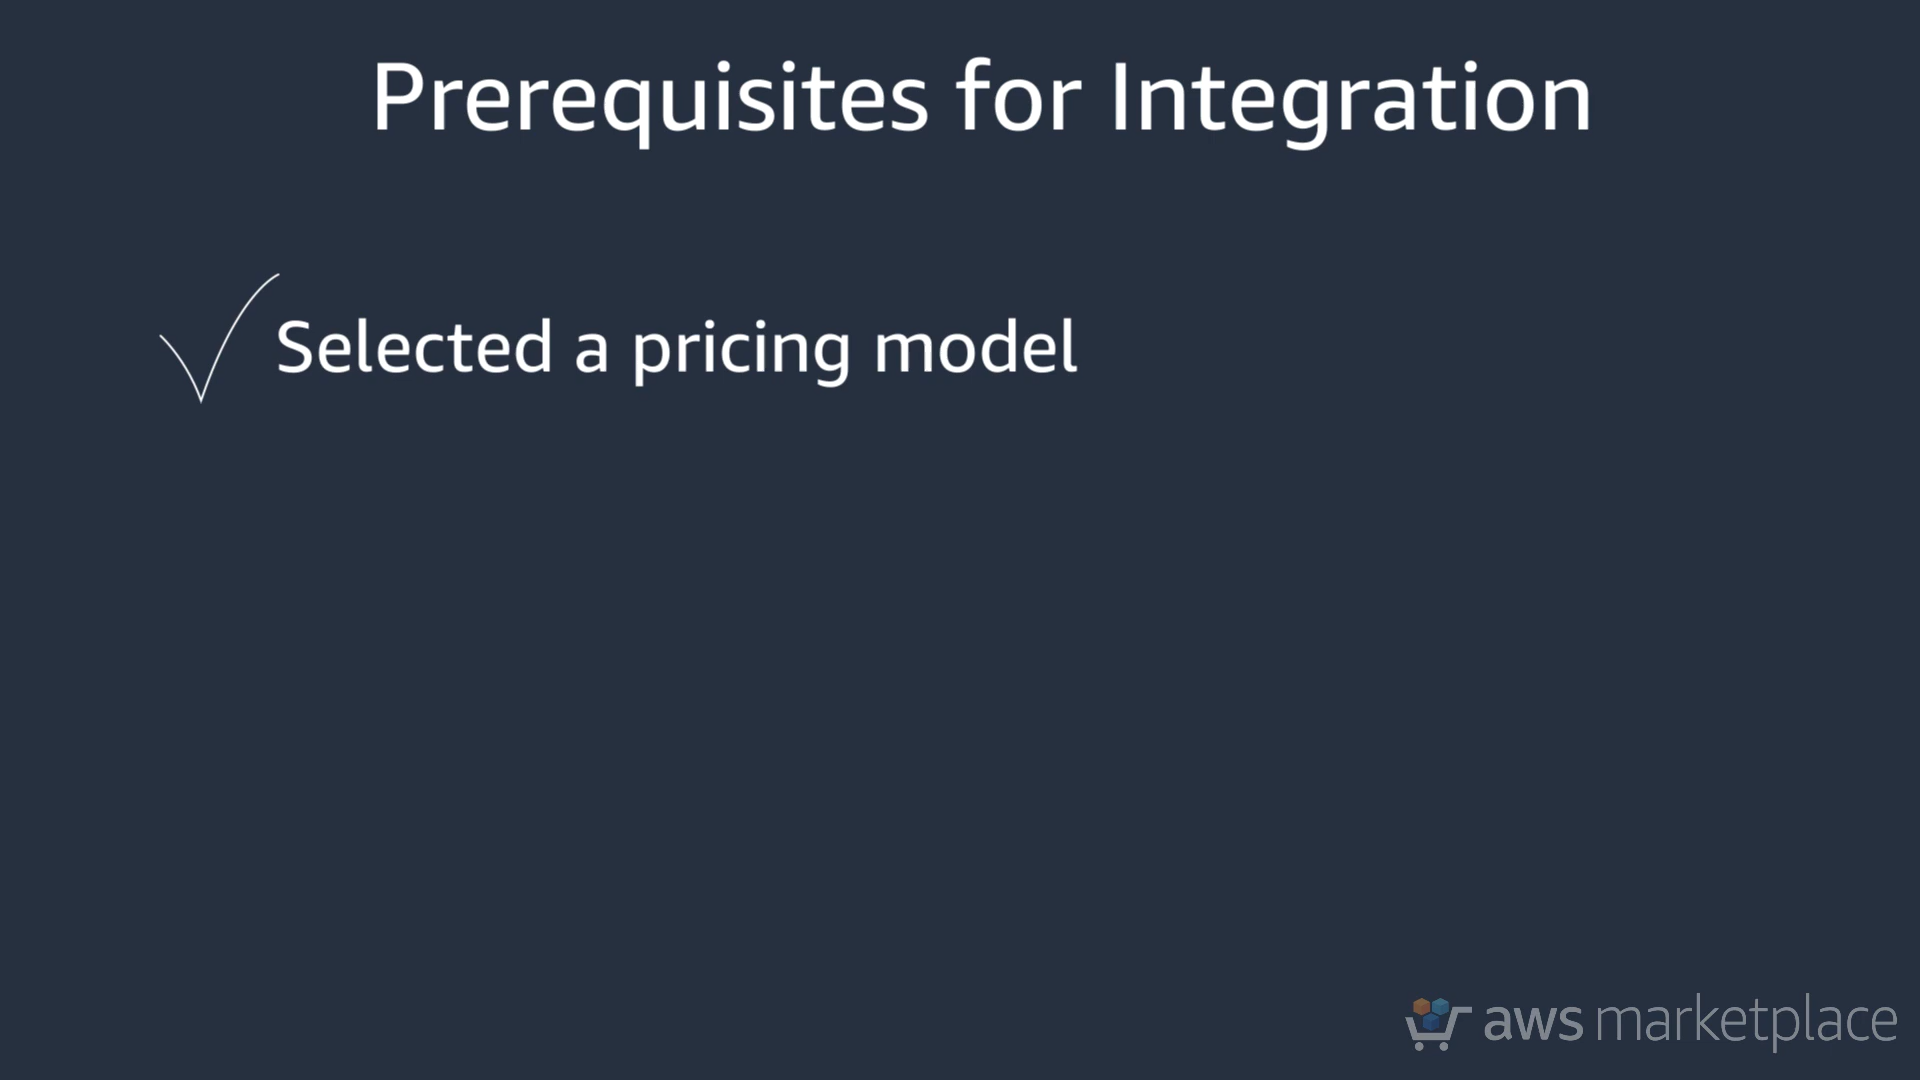 Prerequisites for Integration
Selected a pricing model
aws marketplace